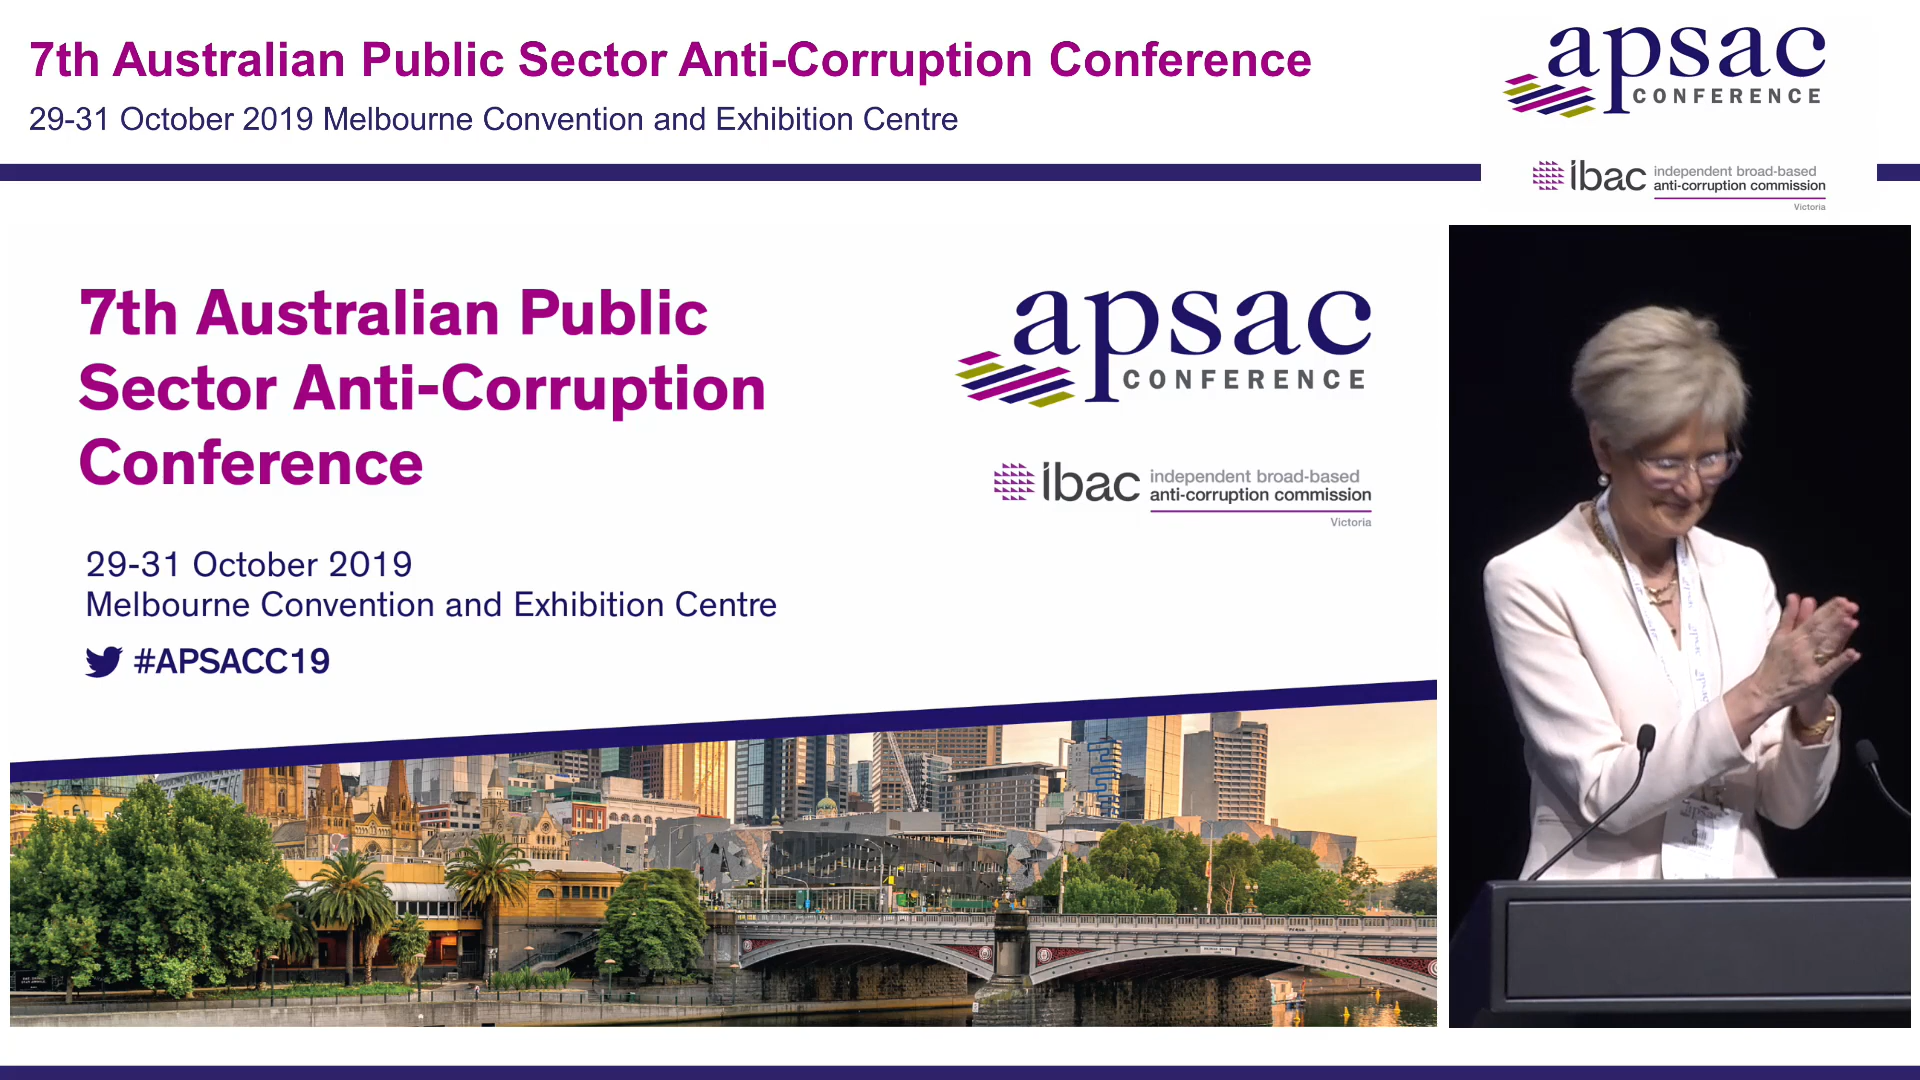 7th Australian Public Sector Anti-Corruption Conference
29-31 October 2019 Melbourne Convention and Exhibition Centre
apsac
CONFERENCE
ibac
independent broad-based
anti-corruption commission
Victoria
7th Australian Public
Sector Anti-Corruption
Conference
29-31 October 2019
Melbourne Convention and Exhibition Centre
#APSACC19
apsac
CONFERENCE
ibac
independent broad-based
anti-corruption commission
Victoria
apsac